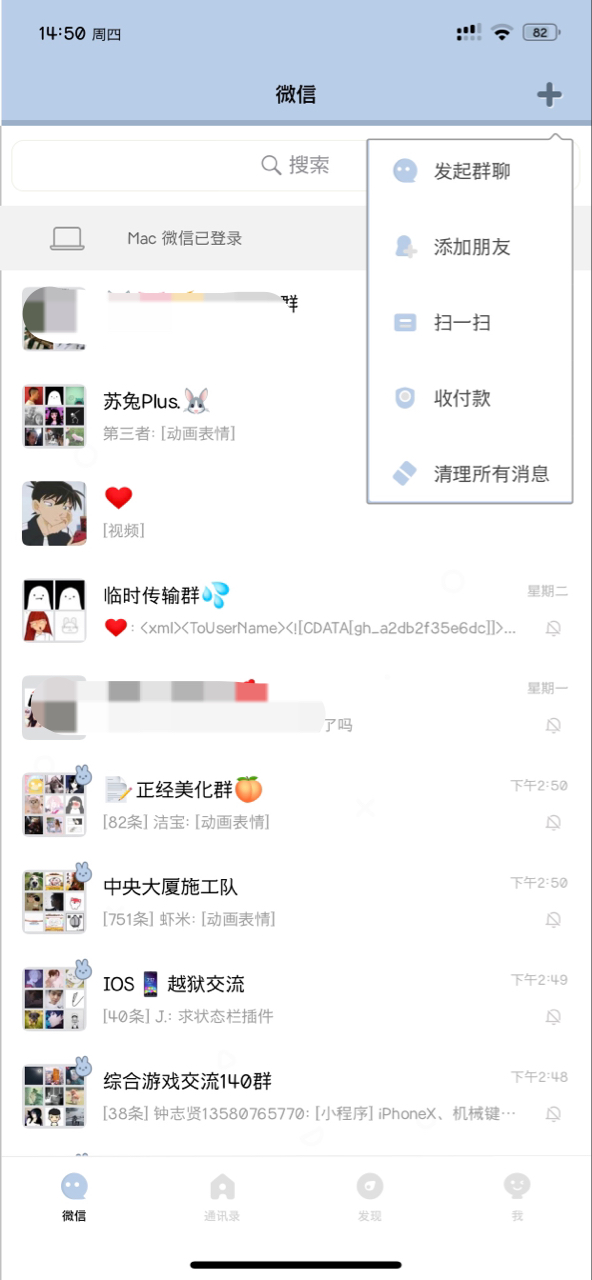 14:50 周四
82
微信
搜索
发起群聊
添加朋友
扫一扫
收付款
清理所有消息
Mac 微信已登录
群
苏兔Plus.🐰
第三者: [动画表情]
❤️
[视频]
临时传输群💦
星期二
❤️: <xml><ToUserName><![CDATA[gh_a2db2f35e6dc]]>...
星期一
了吗
📝正经美化群🍑
下午2:50
[82条] 洁宝: [动画表情]
中央大厦施工队
下午2:50
[751条] 虾米: [动画表情]
IOS📱越狱交流
下午2:49
[40条] J.: 求状态栏插件
综合游戏交流140群
下午2:48
[38条] 钟志贤13580765770: [小程序] iPhoneX、机械键…
微信
通讯录
发现
我